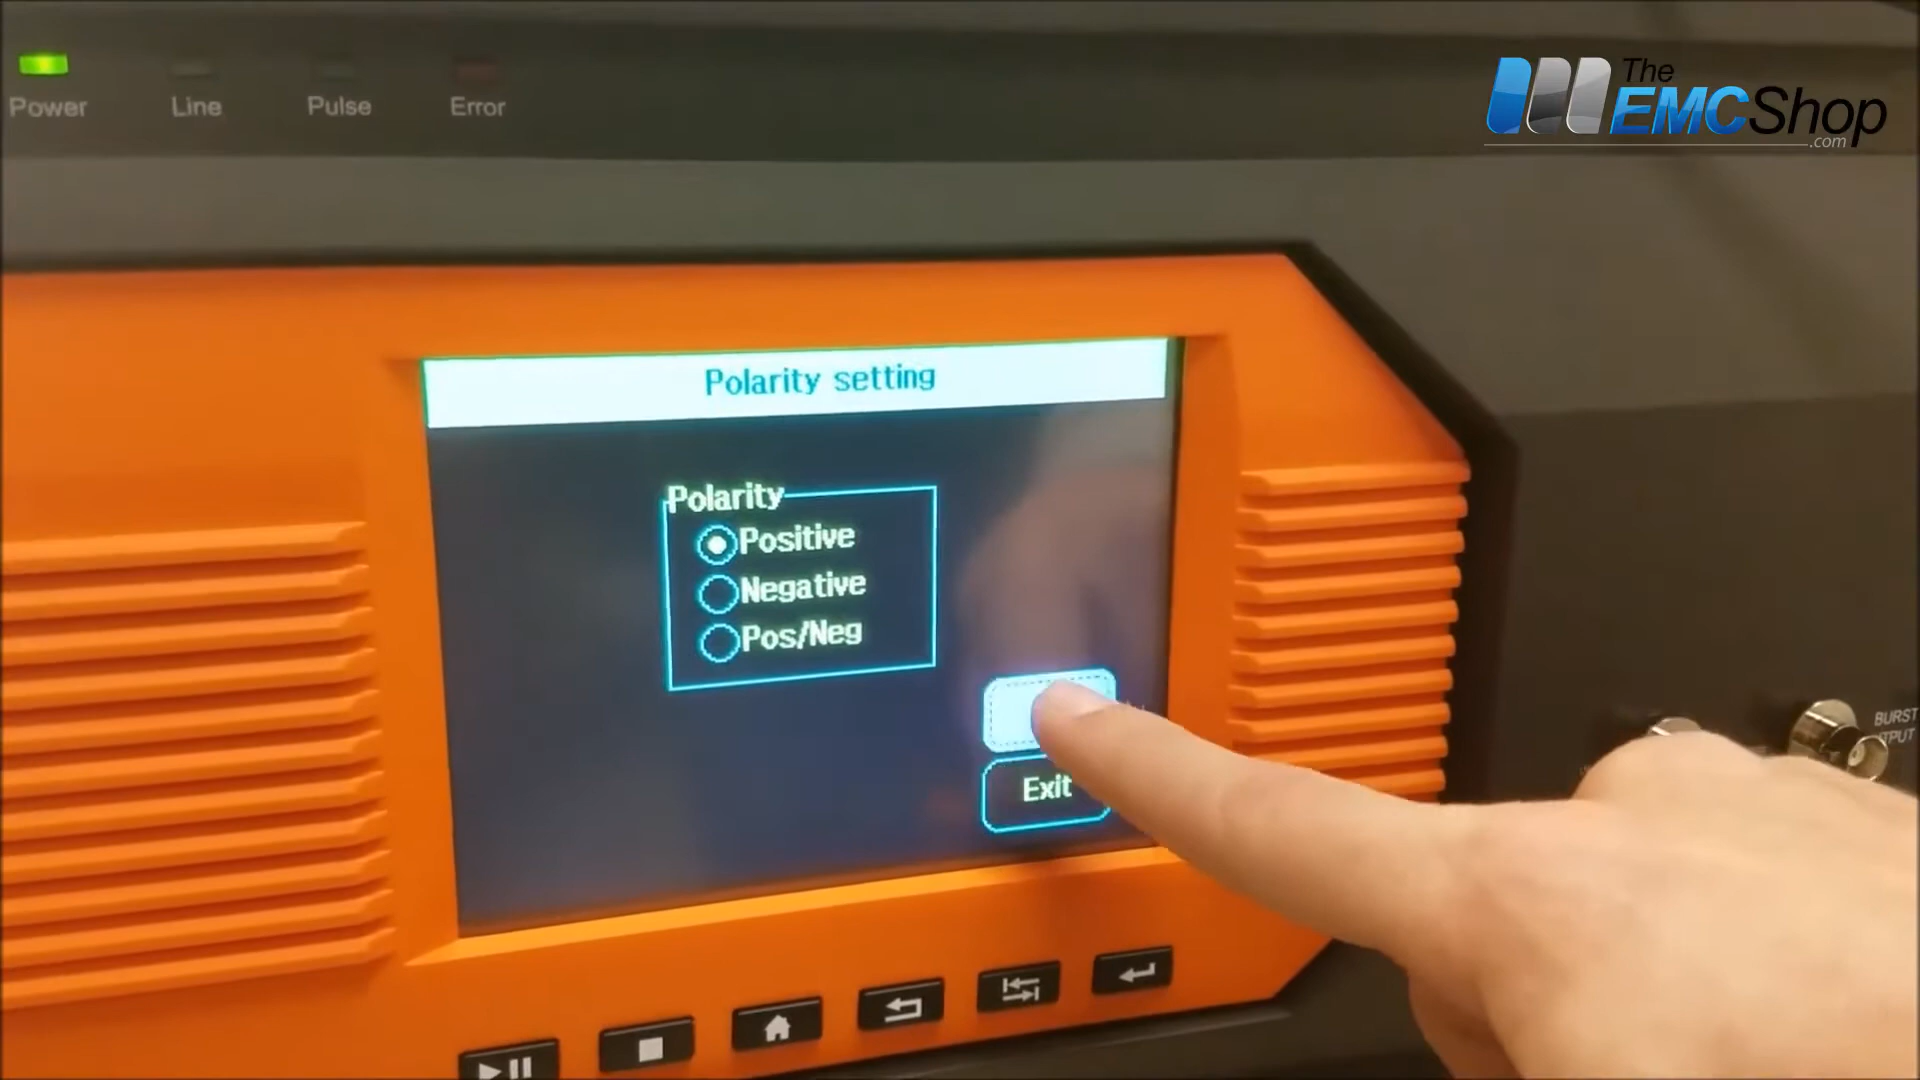 Power
Line
Pulse
Error
The
EMCShop
.com
Polarity setting
Polarity
Positive
Negative
Pos/Neg
Exit
BURST